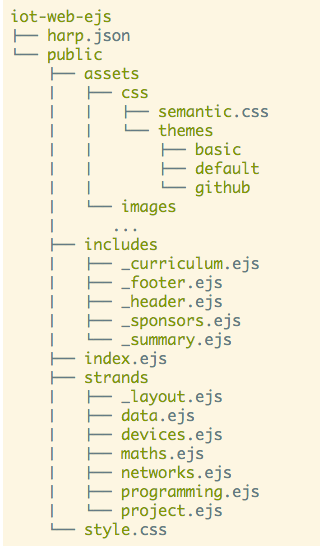 iot-web-ejs
├── harp.json
└── public
    ├── assets
    │   ├── css
    │   │   ├── semantic.css
    │   │   └── themes
    │   │       ├── basic
    │   │       ├── default
    │   │       └── github
    │   └── images
    │       ...
    ├── includes
    │   ├── _curriculum.ejs
    │   ├── _footer.ejs
    │   ├── _header.ejs
    │   ├── _sponsors.ejs
    │   └── _summary.ejs
    ├── index.ejs
    ├── strands
    │   ├── _layout.ejs
    │   ├── data.ejs
    │   ├── devices.ejs
    │   ├── maths.ejs
    │   ├── networks.ejs
    │   ├── programming.ejs
    │   └── project.ejs
    └── style.css